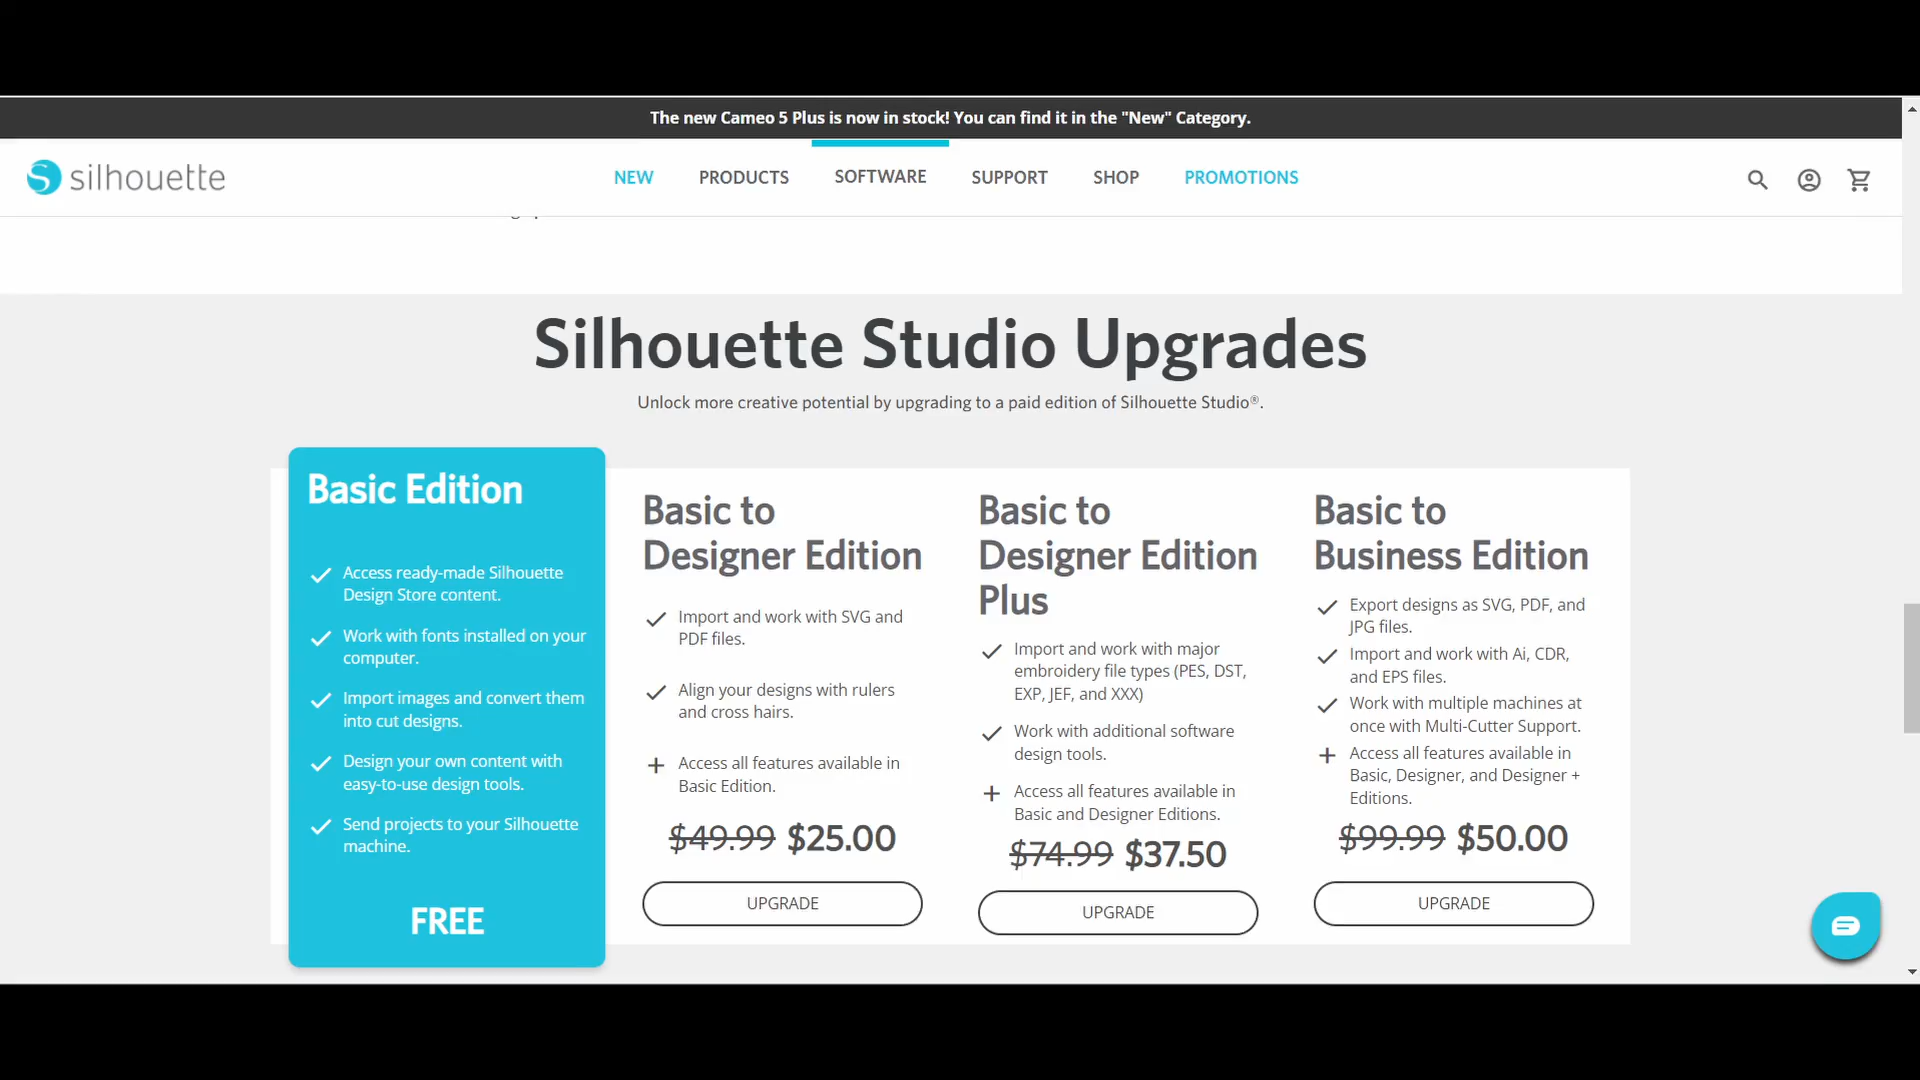 The new Cameo 5 Plus is now in stock! You can find it in the "New" Category.
silhouette
NEW
PRODUCTS
SOFTWARE
SUPPORT
SHOP
PROMOTIONS
Silhouette Studio Upgrades
Unlock more creative potential by upgrading to a paid edition of Silhouette Studio®.
Basic Edition
Access ready-made Silhouette
Design Store content.
Work with fonts installed on your
computer.
Import images and convert them
into cut designs.
Design your own content with
easy-to-use design tools.
Send projects to your Silhouette
machine.
FREE
Basic to
Designer Edition
Import and work with SVG and
PDF files.
Align your designs with rulers
and cross hairs.
Access all features available in
Basic Edition.
$49.99 $25.00
UPGRADE
Basic to
Designer Edition
Plus
Import and work with major
embroidery file types (PES, DST,
EXP, JEF, and XXX)
Work with additional software
design tools.
Access all features available in
Basic and Designer Editions.
$74.99 $37.50
UPGRADE
Basic to
Business Edition
Export designs as SVG, PDF, and
JPG files.
Import and work with Ai, CDR,
and EPS files.
Work with multiple machines at
once with Multi-Cutter Support.
Access all features available in
Basic, Designer, and Designer +
Editions.
$99.99 $50.00
UPGRADE